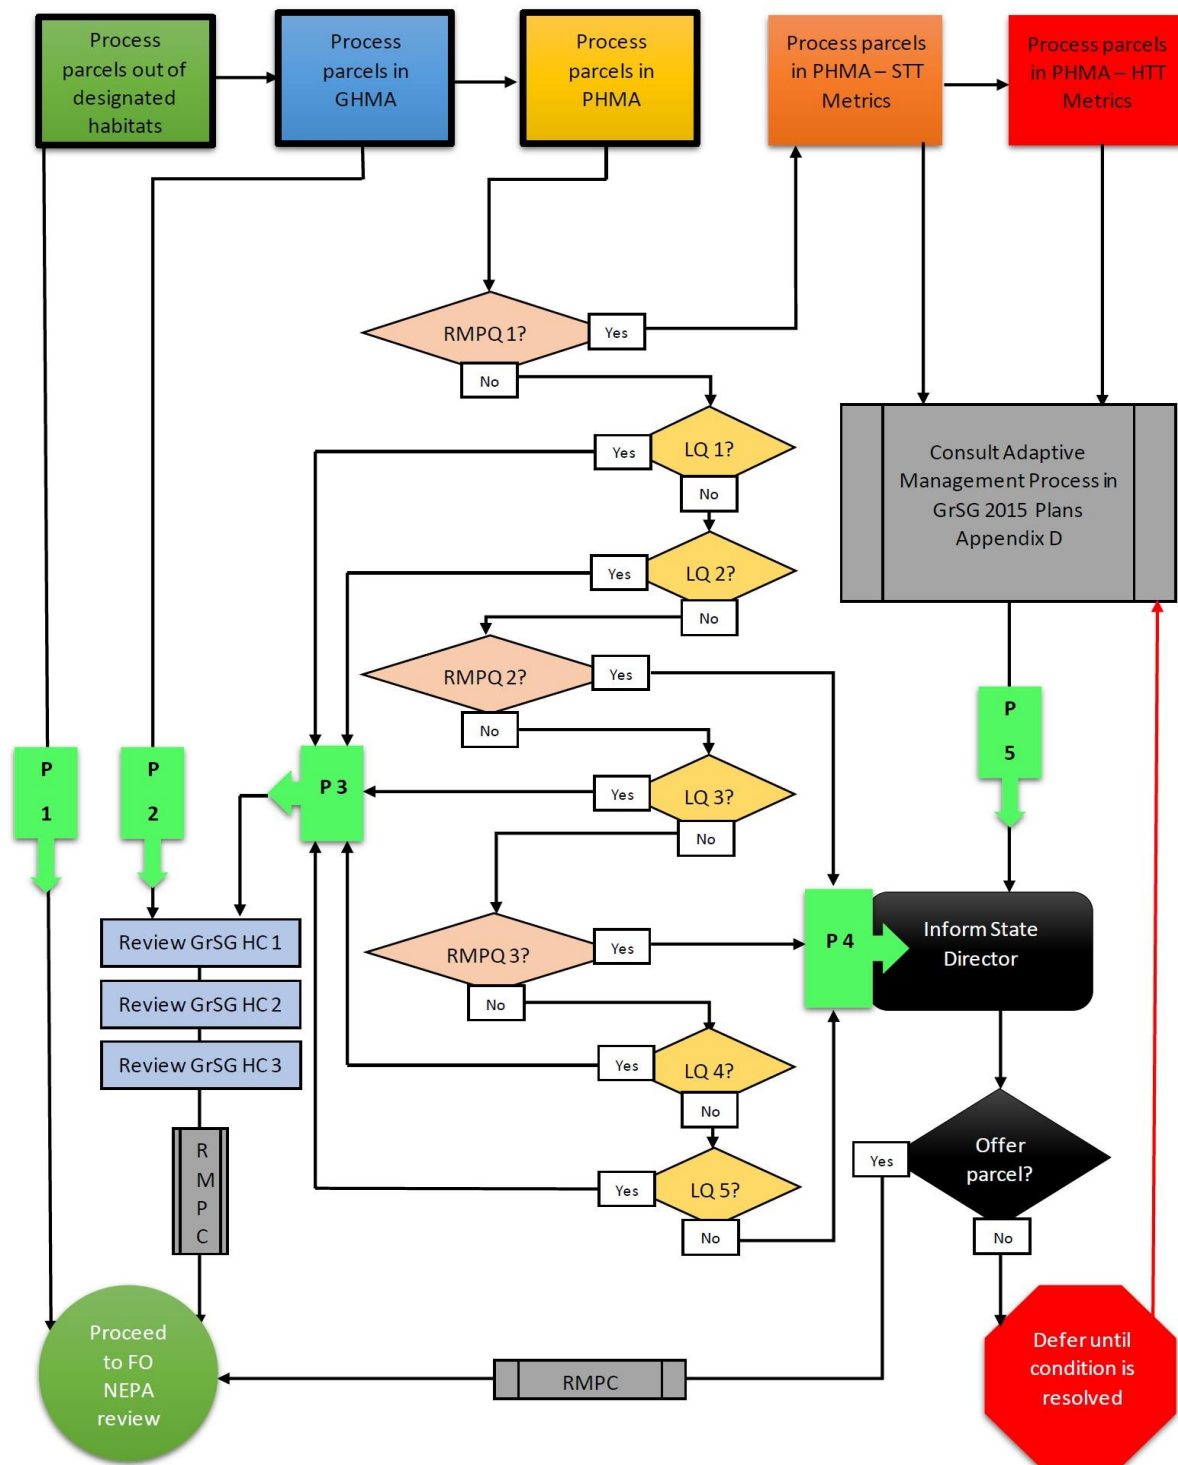 Process
parcels out of
designated
habitats
Process
parcels in
GHMA
Process
parcels in
PHMA
Process parcels
in PHMA – STT
Metrics
Process parcels
in PHMA – HTT
Metrics
RMPQ 1?
Yes
No
LQ 1?
Yes
No
Consult Adaptive
Management Process in
GrSG 2015 Plans
Appendix D
LQ 2?
Yes
No
RMPQ 2?
Yes
No
P
1
P
2
P 3
LQ 3?
Yes
No
P
5
RMPQ 3?
Yes
No
P 4
Inform State
Director
Review GrSG HC 1
Review GrSG HC 2
Review GrSG HC 3
LQ 4?
Yes
No
R
M
P
C
LQ 5?
Yes
No
Offer
parcel?
Yes
No
Proceed
to FO
NEPA
review
RMPC
Defer until
condition is
resolved